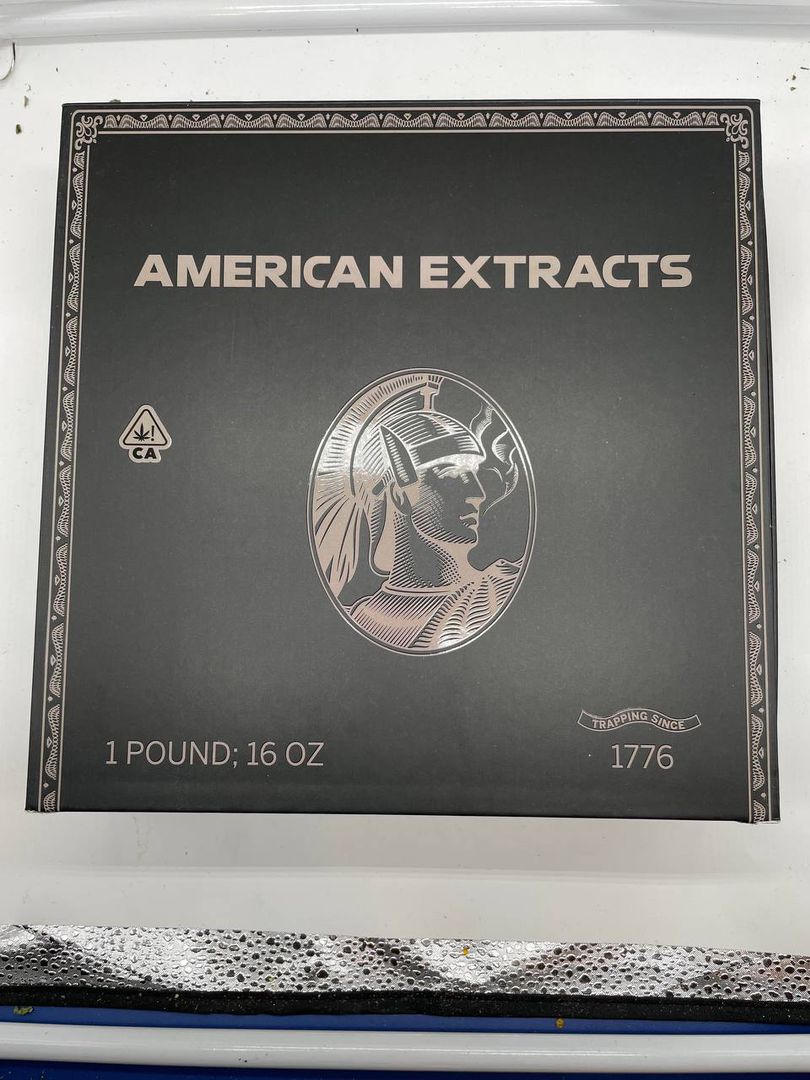 AMERICAN EXTRACTS
CA
TRAPPING SINCE
1 POUND; 16 OZ
1776